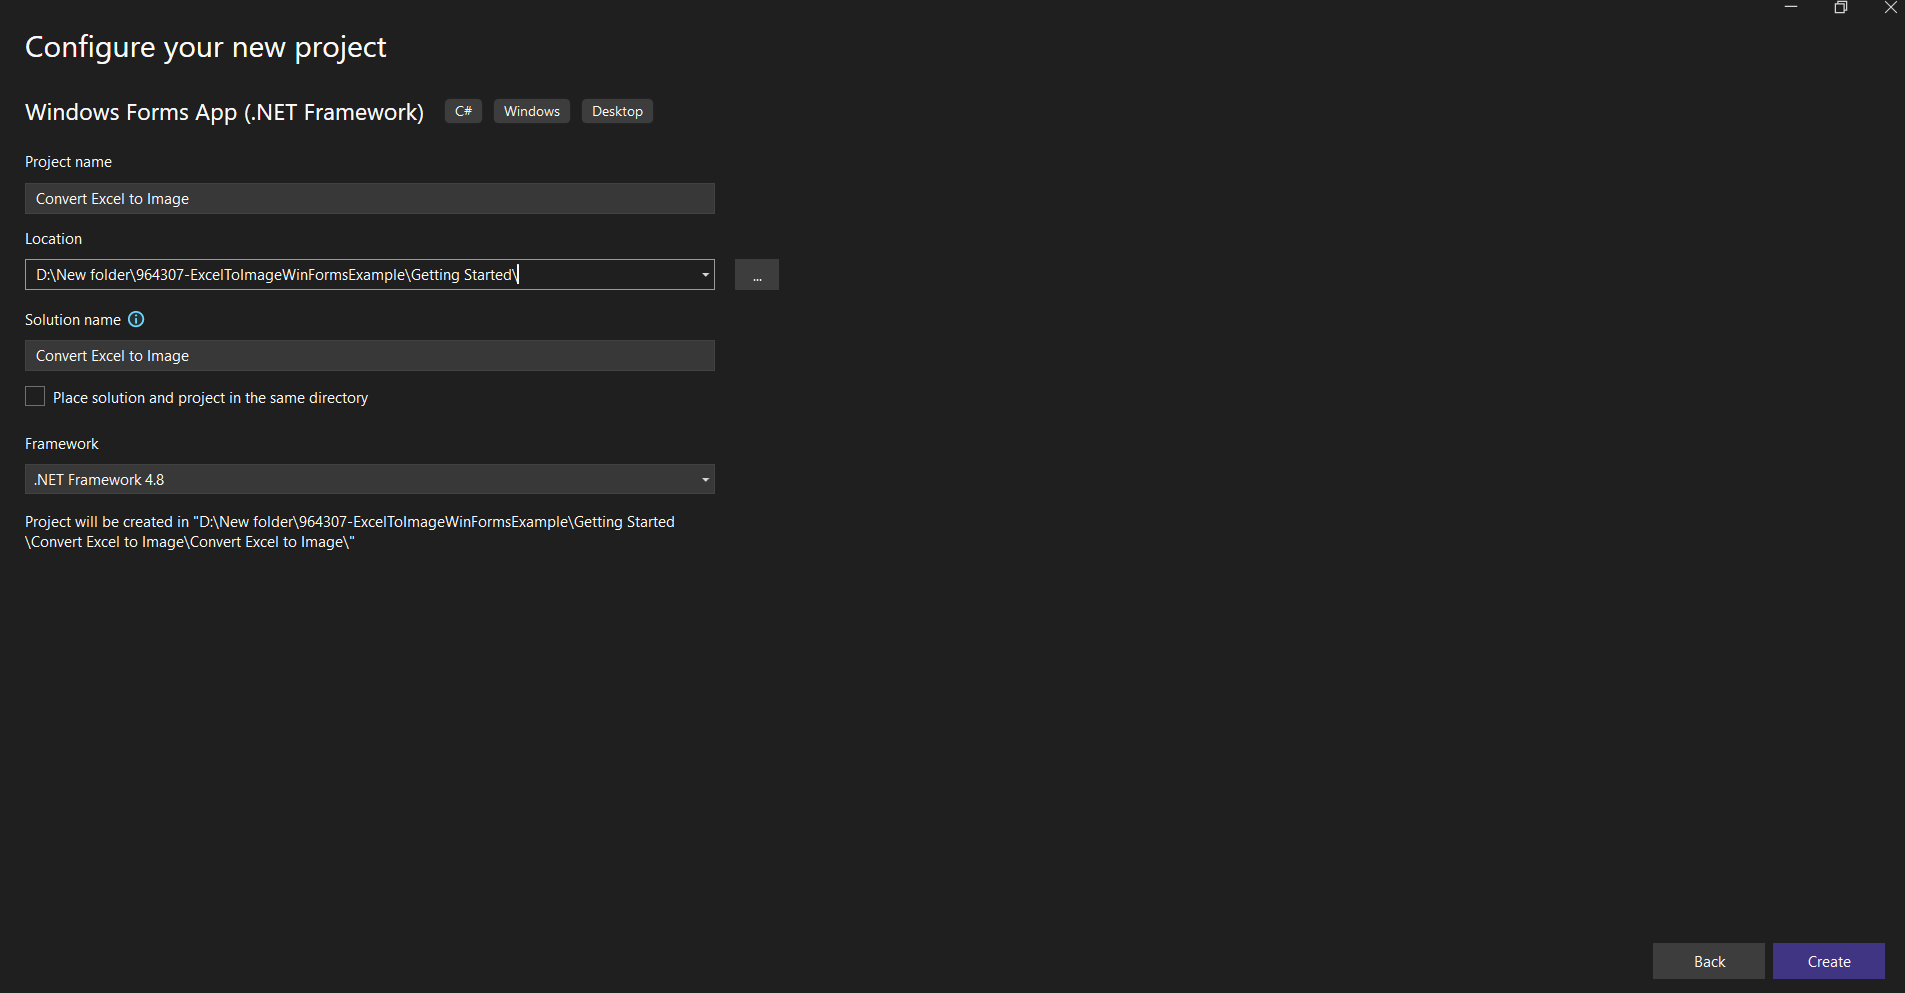 Configure your new project
Windows Forms App (.NET Framework) C# Windows Desktop
Project name
Convert Excel to Image
Location
D:\New folder\964307-ExcelToImageWinFormsExample\Getting Started\
...
Solution name
Convert Excel to Image
Place solution and project in the same directory
Framework
.NET Framework 4.8
Project will be created in "D:\New folder\964307-ExcelToImageWinFormsExample\Getting Started
\Convert Excel to Image\Convert Excel to Image\"
Back Create